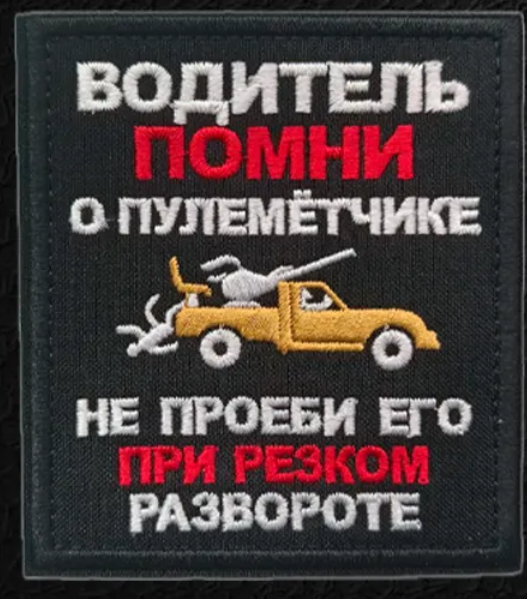 ВОДИТЕЛЬ
ПОМНИ
О ПУЛЕМЁТЧИКЕ
НЕ ПРОЕБИ ЕГО
ПРИ РЕЗКОМ
РАЗВОРОТЕ